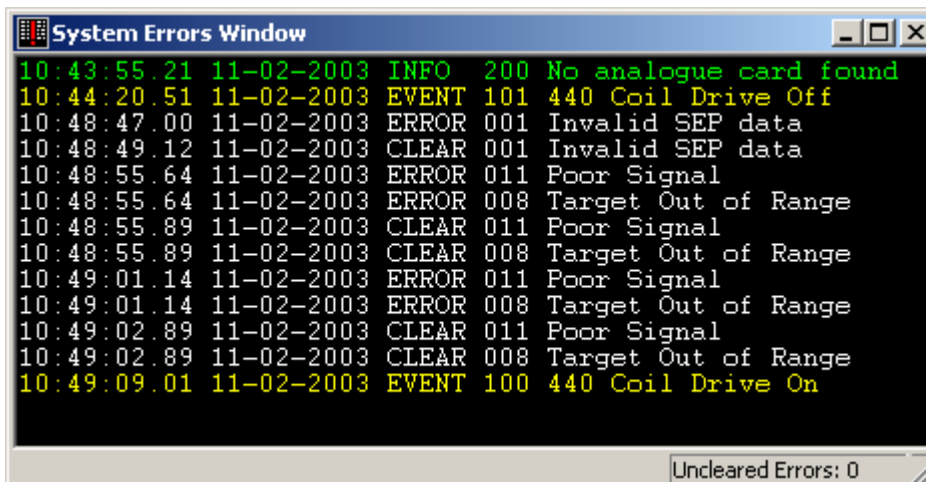 System Errors Window
10:43:55.21 11-02-2003 INFO 200 No analogue card found
10:44:20.51 11-02-2003 EVENT 101 440 Coil Drive Off
10:48:47.00 11-02-2003 ERROR 001 Invalid SEP data
10:48:49.12 11-02-2003 CLEAR 001 Invalid SEP data
10:48:55.64 11-02-2003 ERROR 011 Poor Signal
10:48:55.64 11-02-2003 ERROR 008 Target Out of Range
10:48:55.89 11-02-2003 CLEAR 011 Poor Signal
10:48:55.89 11-02-2003 CLEAR 008 Target Out of Range
10:49:01.14 11-02-2003 ERROR 011 Poor Signal
10:49:01.14 11-02-2003 ERROR 008 Target Out of Range
10:49:02.89 11-02-2003 CLEAR 011 Poor Signal
10:49:02.89 11-02-2003 CLEAR 008 Target Out of Range
10:49:09.01 11-02-2003 EVENT 100 440 Coil Drive On
Uncleared Errors: 0